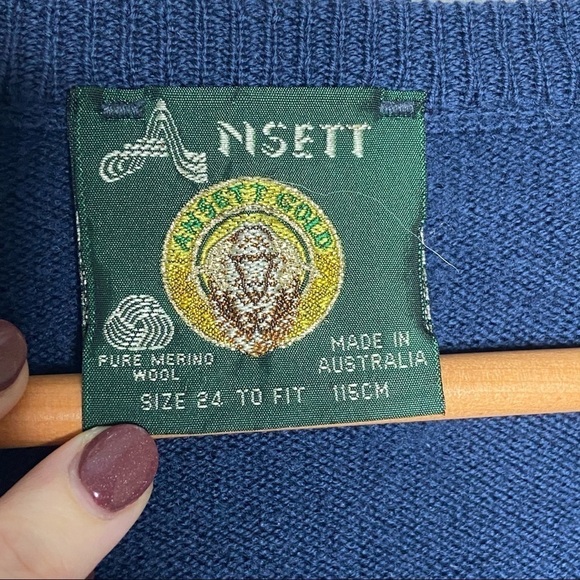 ANSETT
ANSETT GOLD
PURE MERINO
WOOL
MADE IN
AUSTRALIA
SIZE 24 TO FIT 115CM